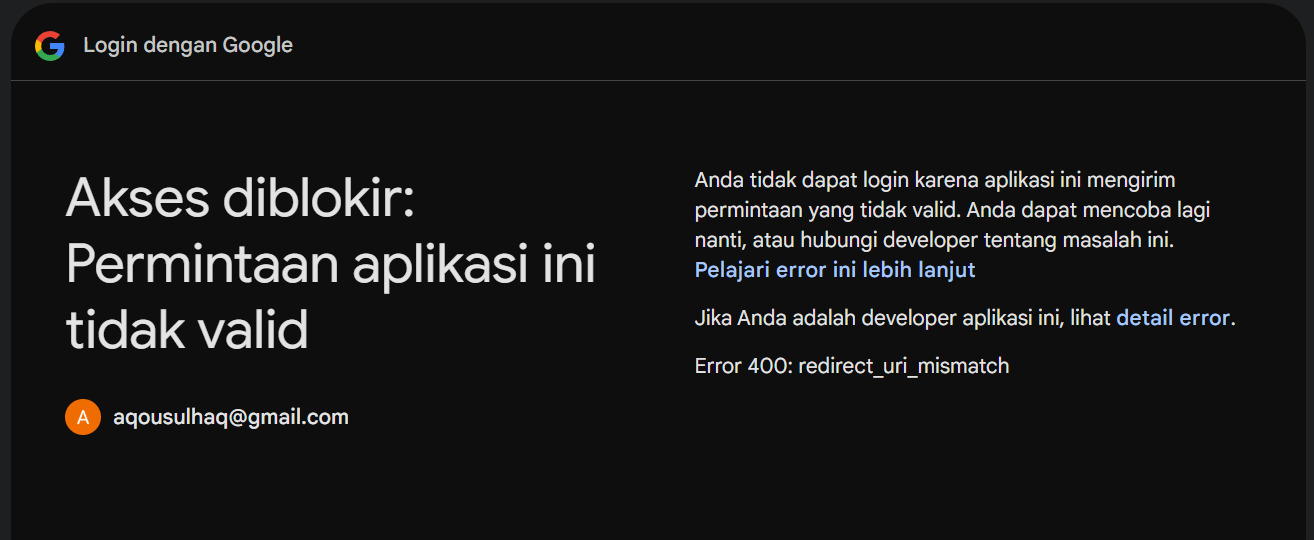 Login dengan Google
Akses diblokir:
Permintaan aplikasi ini
tidak valid
aqousulhaq@gmail.com
A
Anda tidak dapat login karena aplikasi ini mengirim
permintaan yang tidak valid. Anda dapat mencoba lagi
nanti, atau hubungi developer tentang masalah ini.
Pelajari error ini lebih lanjut
Jika Anda adalah developer aplikasi ini, lihat detail error.
Error 400: redirect_uri_mismatch